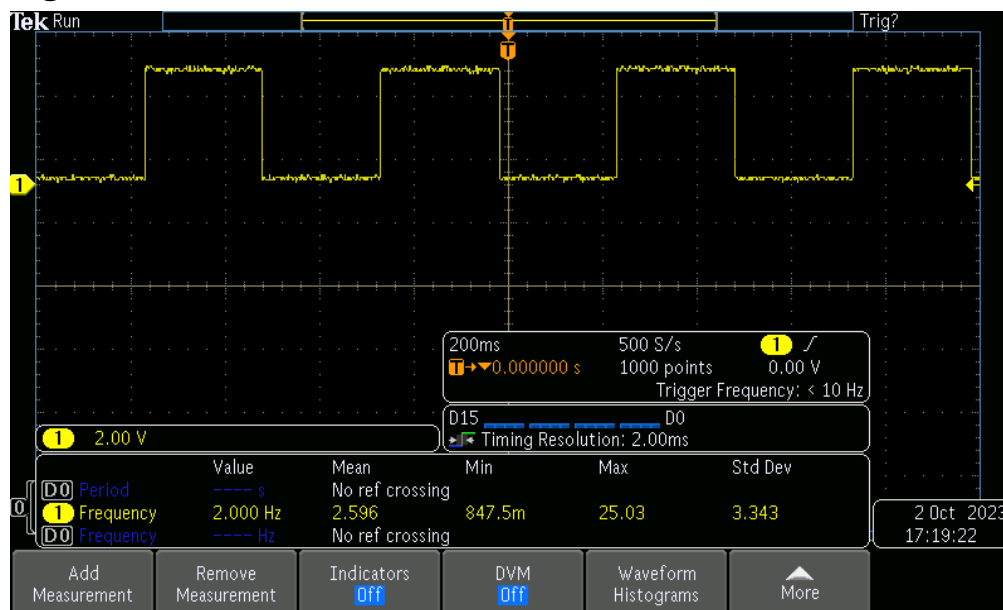 Tek Run Trig?
T
T
1
200ms 500 S/s 1 /
T→▼0.000000 s 1000 points 0.00 V
Trigger Frequency: < 10 Hz
D15 D0
Timing Resolution: 2.00ms
1 2.00 V
Value Mean Min Max Std Dev
D0 Period ---- s No ref crossing
1 Frequency 2.000 Hz 2.596 847.5m 25.03 3.343
D0 Frequency ---- Hz No ref crossing
0
2 Oct 2023
17:19:22
Add Measurement
Remove Measurement
Indicators Off
DVM Off
Waveform Histograms
More